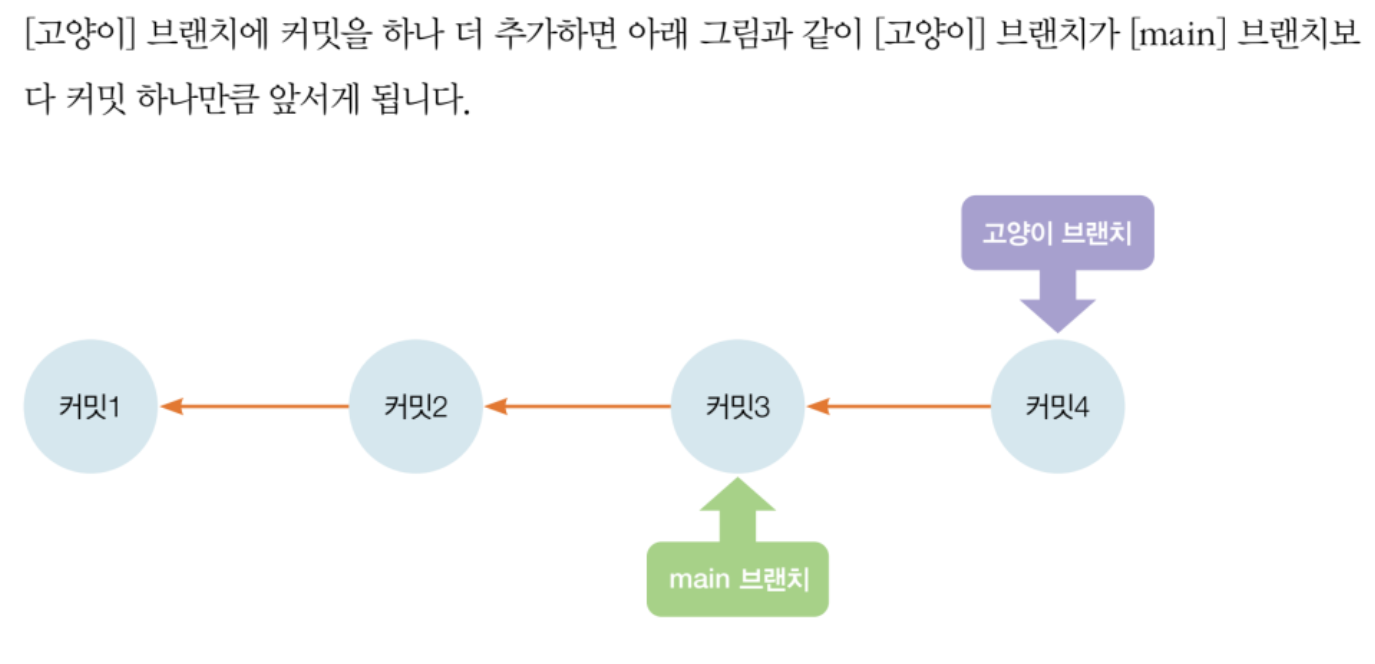 [고양이] 브랜치에 커밋을 하나 더 추가하면 아래 그림과 같이 [고양이] 브랜치가 [main] 브랜치보
다 커밋 하나만큼 앞서게 됩니다.
고양이 브랜치
커밋1
커밋2
커밋3
커밋4
main 브랜치